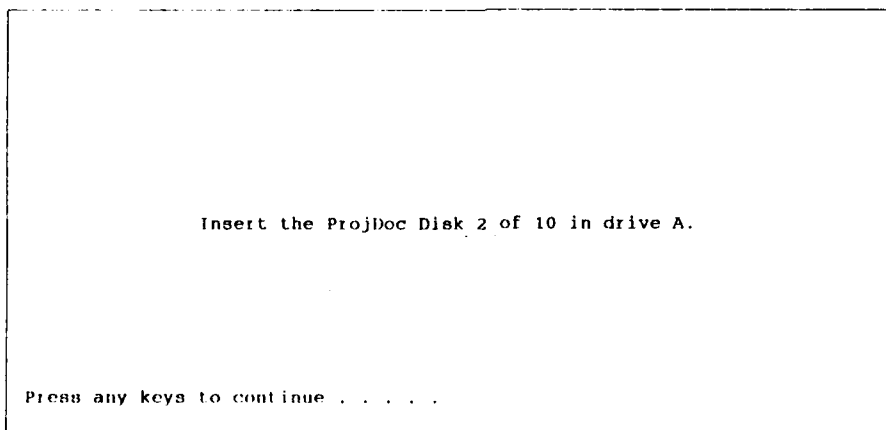 Insert the ProjDoc Disk 2 of 10 in drive A.
Press any keys to continue . . . . .